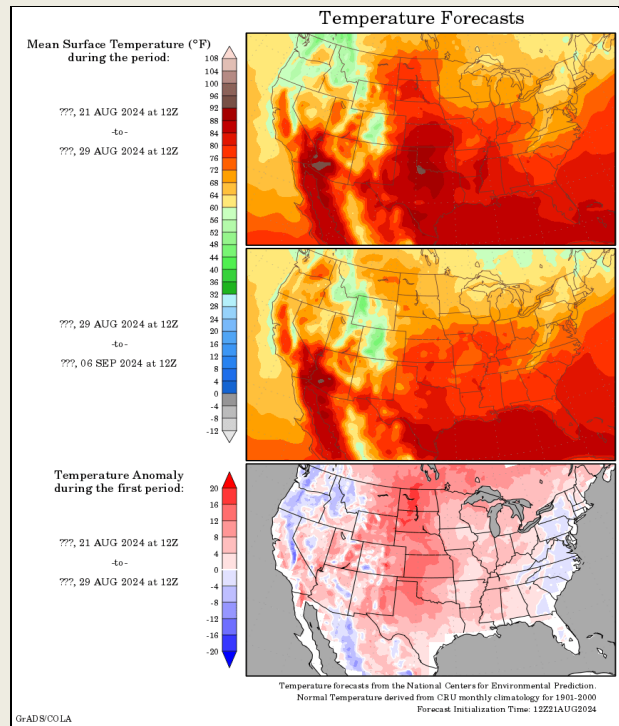 Temperature Forecasts
Mean Surface Temperature (°F)
during the period:
???, 21 AUG 2024 at 12Z
-to-
???, 29 AUG 2024 at 12Z
108
104
100
96
92
88
84
80
76
72
68
64
60
56
52
48
44
40
36
32
28
24
20
16
12
8
4
0
-4
-8
-12
???, 29 AUG 2024 at 12Z
-to-
???, 06 SEP 2024 at 12Z
Temperature Anomaly
during the first period:
???, 21 AUG 2024 at 12Z
-to-
???, 29 AUG 2024 at 12Z
20
16
12
8
4
0
-4
-8
-12
-16
-20
Temperature forecasts from the National Centers for Environmental Prediction.
Normal Temperature derived from CRU monthly climatology for 1901-2000
Forecast Initialization Time: 12Z21AUG2024
GrADS/COLA